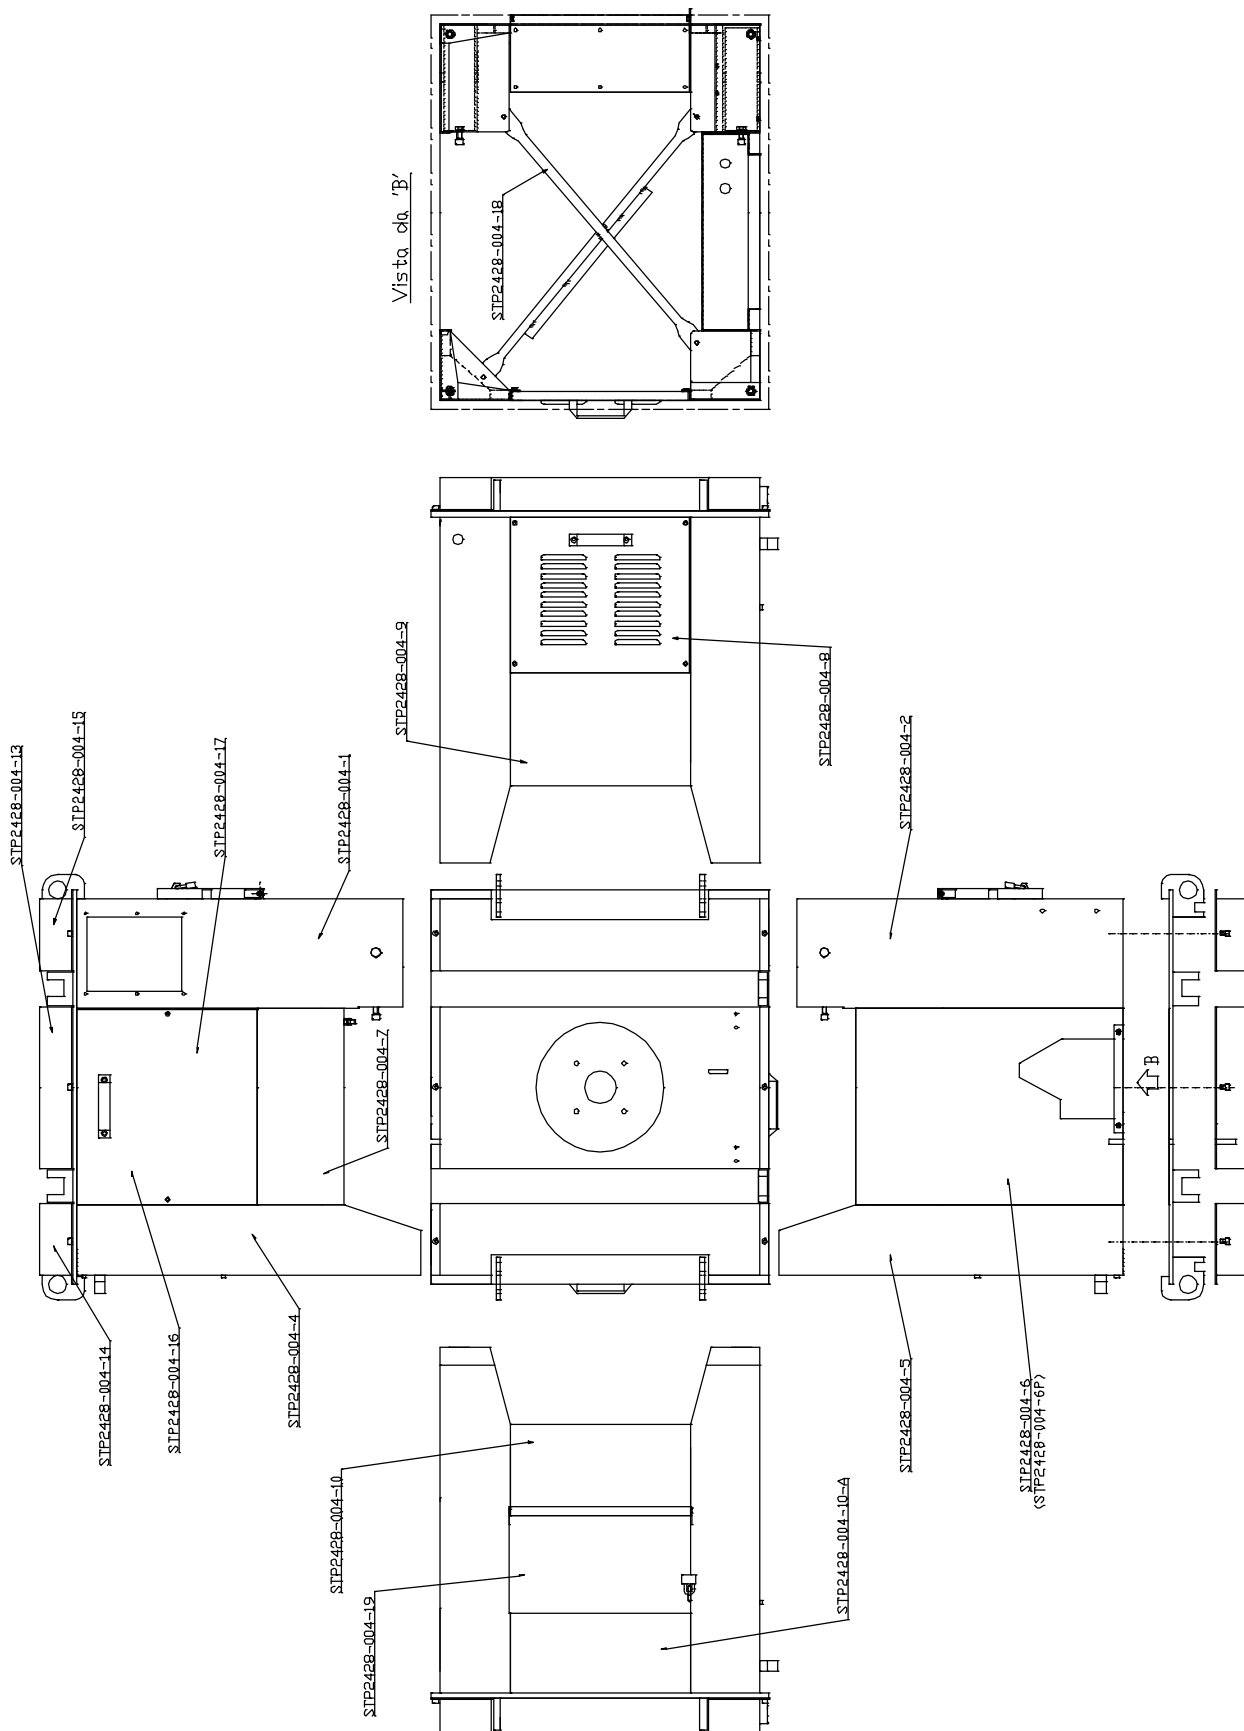 Vista da 'B'
STP2428-004-18
STP2428-004-9
STP2428-004-8
STP2428-004-13
STP2428-004-15
STP2428-004-17
STP2428-004-1
STP2428-004-2
STP2428-004-7
B
STP2428-004-14
STP2428-004-16
STP2428-004-4
STP2428-004-5
STP2428-004-6
(STP2428-004-6P)
STP2428-004-10
STP2428-004-19
STP2428-004-10-A